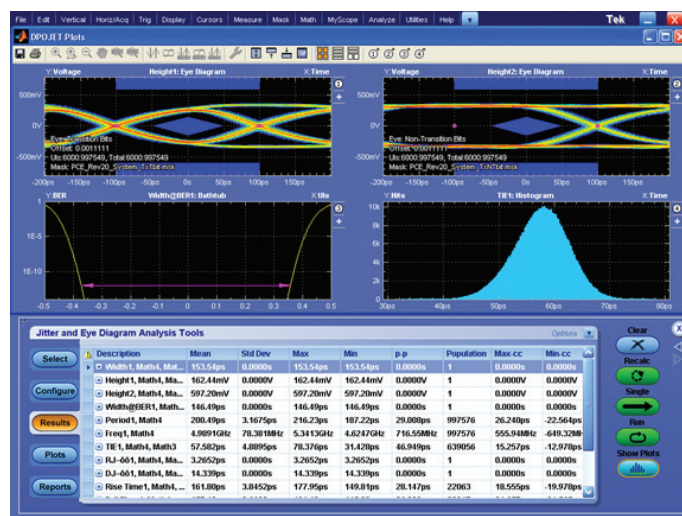 File Edit Vertical Horiz/Acq Trig Display Cursors Measure Mask Math MyScope Analyze Utilities Help Tek
DPOJET Plots
Y:Voltage Height1: Eye Diagram X:Time
500mV
0V
-500mV
Eye: Transition Bits
Offset: 0.0011111
UIs:6000:997549, Total:6000:997549
-200ps -150ps -100ps -50ps 0s 50ps 100ps 150ps
Y:Voltage Height2: Eye Diagram X:Time
500mV
0V
-500mV
Eye: Non-Transition Bits
Offset: 0.0011111
UIs:6000:997549, Total:6000:997549
-200ps -150ps -100ps -50ps 0s 50ps 100ps 150ps
Y:BER Width@BER1: Bathtub X:UIs
1
1E-5
1E-10
-0.5 -0.4 -0.3 -0.2 -0.1 0 0.1 0.2 0.3 0.4 0.5
Y:Hits TIE1: Histogram X:Time
10k
8k
6k
4k
2k
0
30ps 40ps 50ps 60ps 70ps 80ps
Jitter and Eye Diagram Analysis Tools
Options
Select
Configure
Results
Plots
Reports
Description Mean Std Dev Max Min p-p Population Max-cc Min-cc
Width1, Math4, Mat... 153.54ps 0.0000s 153.54ps 153.54ps 0.0000s 1 0.0000s 0.0000s
Height1, Math4, Ma... 162.44mV 0.0000V 162.44mV 162.44mV 0.0000V 1 0.0000V 0.0000V
Height2, Math4, Ma... 597.20mV 0.0000V 597.20mV 597.20mV 0.0000V 1 0.0000V 0.0000V
Width@BER1, Math... 146.49ps 0.0000s 146.49ps 146.49ps 0.0000s 1 0.0000s 0.0000s
Period1, Math4 200.49ps 3.1675ps 216.23ps 187.22ps 29.008ps 997576 26.240ps -22.564ps
Freq1, Math4 4.9891GHz 78.381MHz 5.3413GHz 4.6247GHz 716.55MHz 997576 555.94MHz -649.32MH
TIE1, Math4, Math3 57.582ps 4.8895ps 78.376ps 31.428ps 46.949ps 639056 15.257ps -12.978ps
RJ-δδ1, Math4, Ma... 3.2652ps 0.0000s 3.2652ps 3.2652ps 0.0000s 1 0.0000s 0.0000s
DJ-δδ1, Math4, Ma... 14.339ps 0.0000s 14.339ps 14.339ps 0.0000s 1 0.0000s 0.0000s
Rise Time1, Math4, ... 161.80ps 3.8452ps 177.95ps 149.81ps 28.147ps 22063 18.555ps -19.978ps
Clear
Recalc
Single
Run
Show Plots